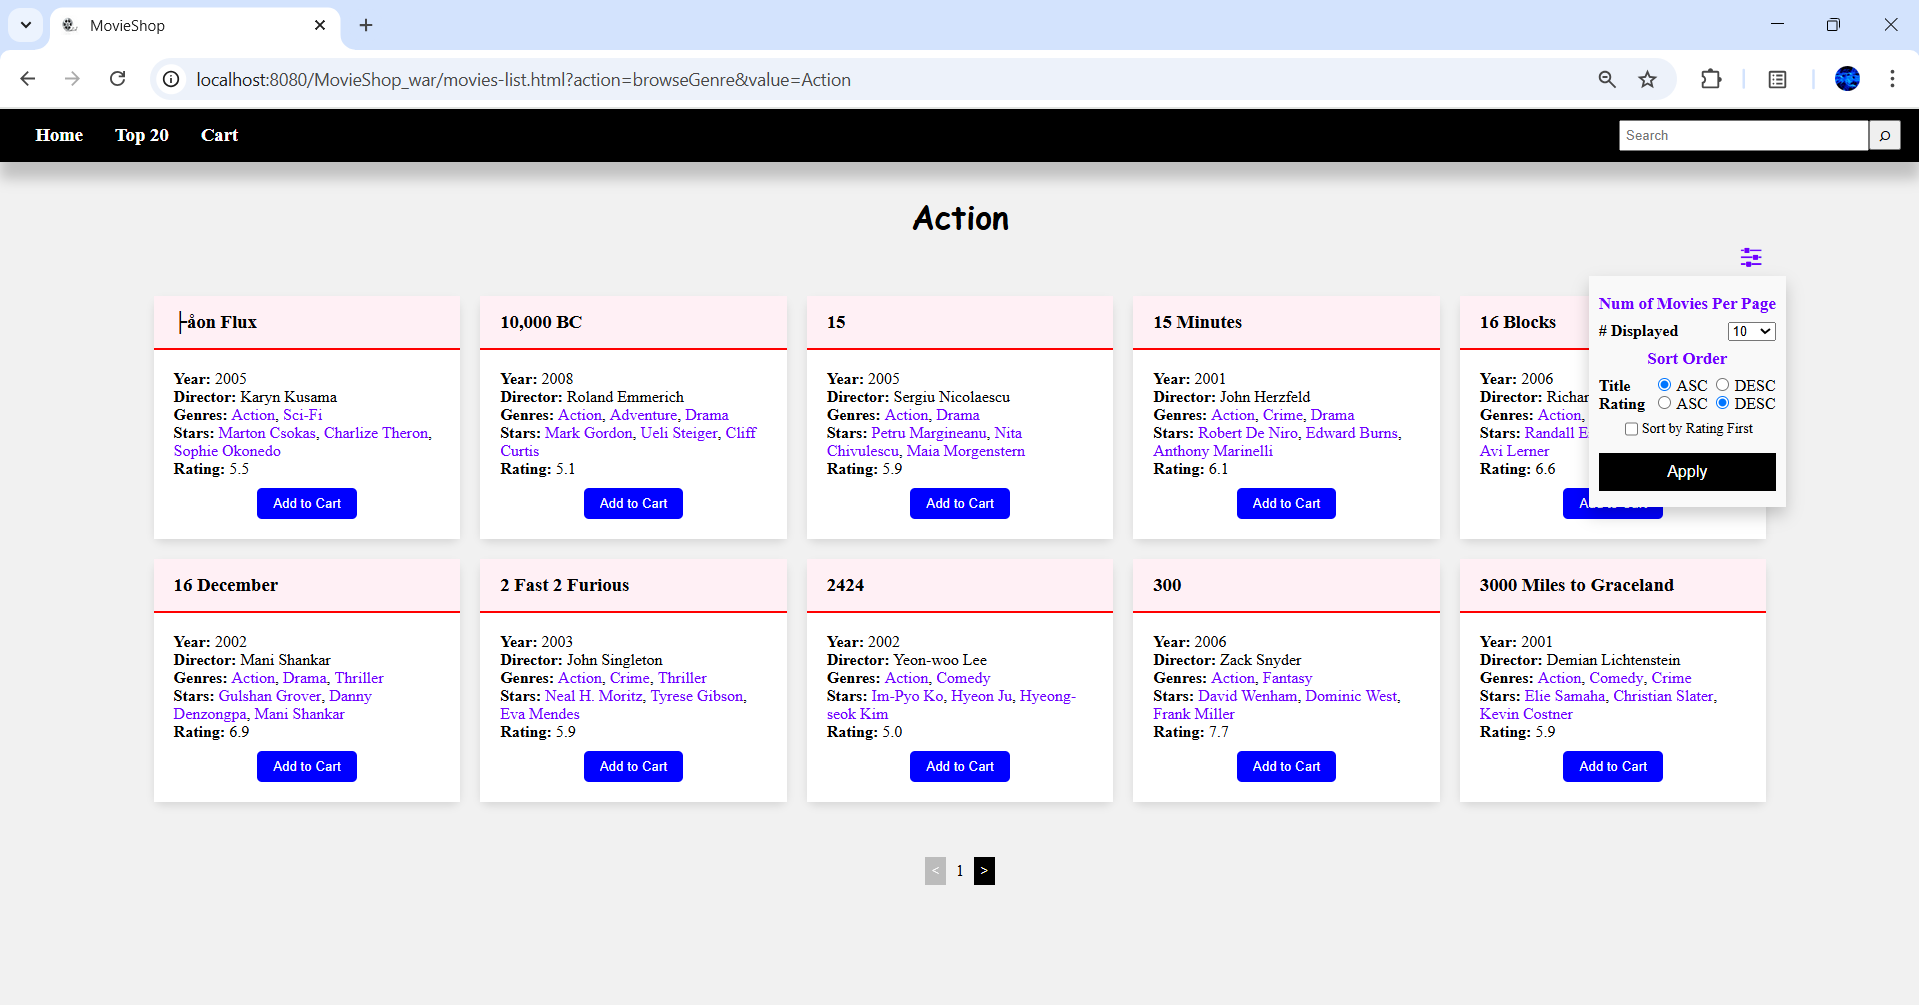 MovieShop
localhost:8080/MovieShop_war/movies-list.html?action=browseGenre&value=Action
Home Top 20 Cart Search
Action
Num of Movies Per Page
# Displayed 10
Sort Order
Title ASC DESC
Rating ASC DESC
Sort by Rating First
Apply
├åon Flux
Year: 2005
Director: Karyn Kusama
Genres: Action, Sci-Fi
Stars: Marton Csokas, Charlize Theron,
Sophie Okonedo
Rating: 5.5
Add to Cart
10,000 BC
Year: 2008
Director: Roland Emmerich
Genres: Action, Adventure, Drama
Stars: Mark Gordon, Ueli Steiger, Cliff
Curtis
Rating: 5.1
Add to Cart
15
Year: 2005
Director: Sergiu Nicolaescu
Genres: Action, Drama
Stars: Petru Margineanu, Nita
Chivulescu, Maia Morgenstern
Rating: 5.9
Add to Cart
15 Minutes
Year: 2001
Director: John Herzfeld
Genres: Action, Crime, Drama
Stars: Robert De Niro, Edward Burns,
Anthony Marinelli
Rating: 6.1
Add to Cart
16 Blocks
Year: 2006
Director:
Genres: Action,
Stars: Randall
Avi Lerner
Rating: 6.6
16 December
Year: 2002
Director: Mani Shankar
Genres: Action, Drama, Thriller
Stars: Gulshan Grover, Danny
Denzongpa, Mani Shankar
Rating: 6.9
Add to Cart
2 Fast 2 Furious
Year: 2003
Director: John Singleton
Genres: Action, Crime, Thriller
Stars: Neal H. Moritz, Tyrese Gibson,
Eva Mendes
Rating: 5.9
Add to Cart
2424
Year: 2002
Director: Yeon-woo Lee
Genres: Action, Comedy
Stars: Im-Pyo Ko, Hyeon Ju, Hyeong-
seok Kim
Rating: 5.0
Add to Cart
300
Year: 2006
Director: Zack Snyder
Genres: Action, Fantasy
Stars: David Wenham, Dominic West,
Frank Miller
Rating: 7.7
Add to Cart
3000 Miles to Graceland
Year: 2001
Director: Demian Lichtenstein
Genres: Action, Comedy, Crime
Stars: Elie Samaha, Christian Slater,
Kevin Costner
Rating: 5.9
Add to Cart
< 1 >